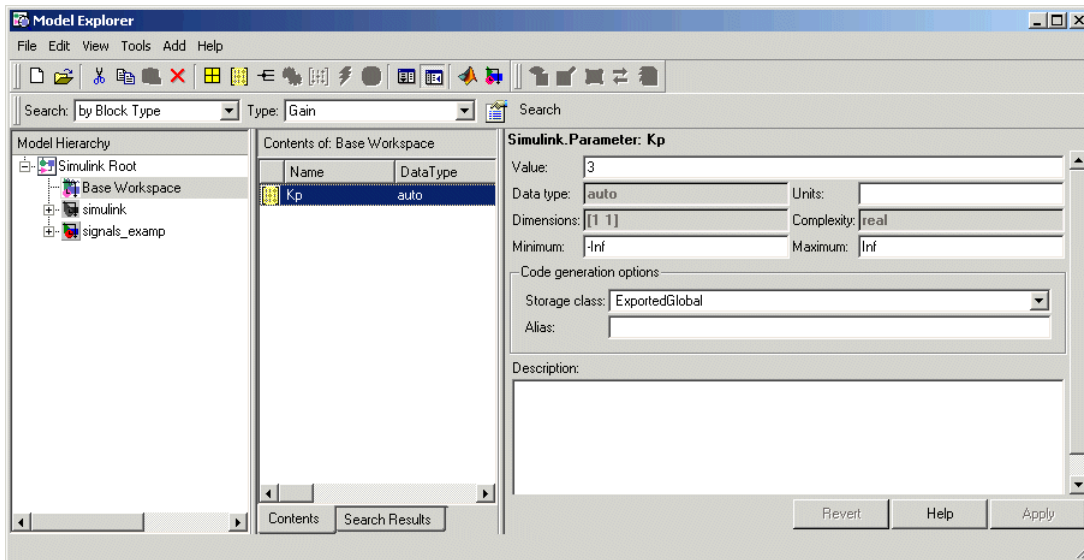 Model Explorer
File Edit View Tools Add Help
Search: by Block Type Type: Gain Search
Model Hierarchy
Simulink Root
Base Workspace
simulink
signals_examp
Contents of: Base Workspace
Name DataType
Kp auto
Contents Search Results
Simulink.Parameter: Kp
Value: 3
Data type: auto Units:
Dimensions: [1 1] Complexity: real
Minimum: -Inf Maximum: Inf
Code generation options
Storage class: ExportedGlobal
Alias:
Description:
Revert Help Apply